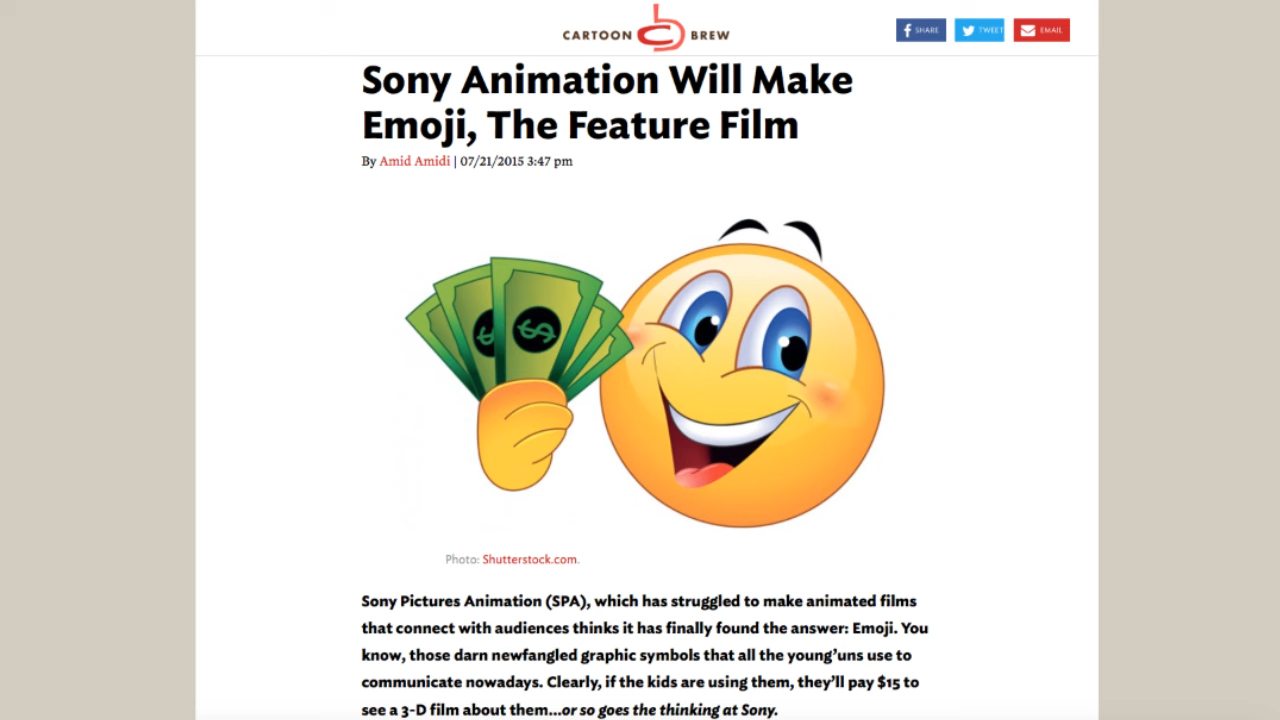 CARTOON BREW
SHARE
TWEET
EMAIL
Sony Animation Will Make
Emoji, The Feature Film
By Amid Amidi | 07/21/2015 3:47 pm
$ $
Photo: Shutterstock.com.
Sony Pictures Animation (SPA), which has struggled to make animated films
that connect with audiences thinks it has finally found the answer: Emoji. You
know, those darn newfangled graphic symbols that all the young’uns use to
communicate nowadays. Clearly, if the kids are using them, they’ll pay $15 to
see a 3-D film about them...or so goes the thinking at Sony.